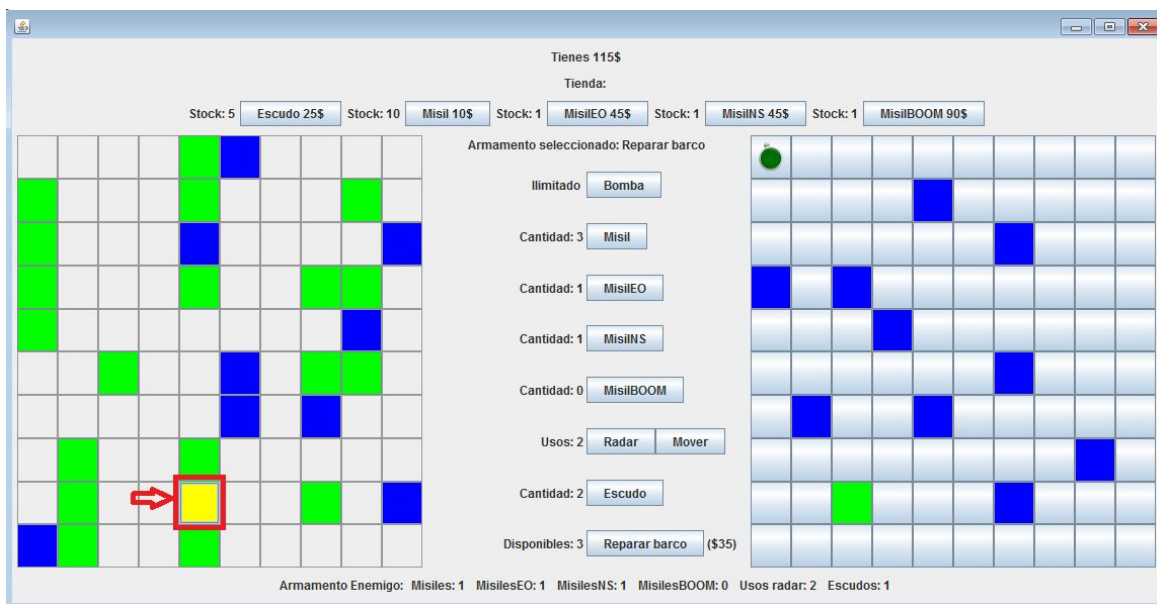 Tienes 115$
Tienda:
Stock: 5 Escudo 25$ Stock: 10 Misil 10$ Stock: 1 MisilEO 45$ Stock: 1 MisilNS 45$ Stock: 1 MisilBOOM 90$
Armamento seleccionado: Reparar barco
Ilimitado Bomba
Cantidad: 3 Misil
Cantidad: 1 MisilEO
Cantidad: 1 MisilNS
Cantidad: 0 MisilBOOM
Usos: 2 Radar Mover
Cantidad: 2 Escudo
Disponibles: 3 Reparar barco ($35)
Armamento Enemigo: Misiles: 1 MisilesEO: 1 MisilesNS: 1 MisilesBOOM: 0 Usos radar: 2 Escudos: 1